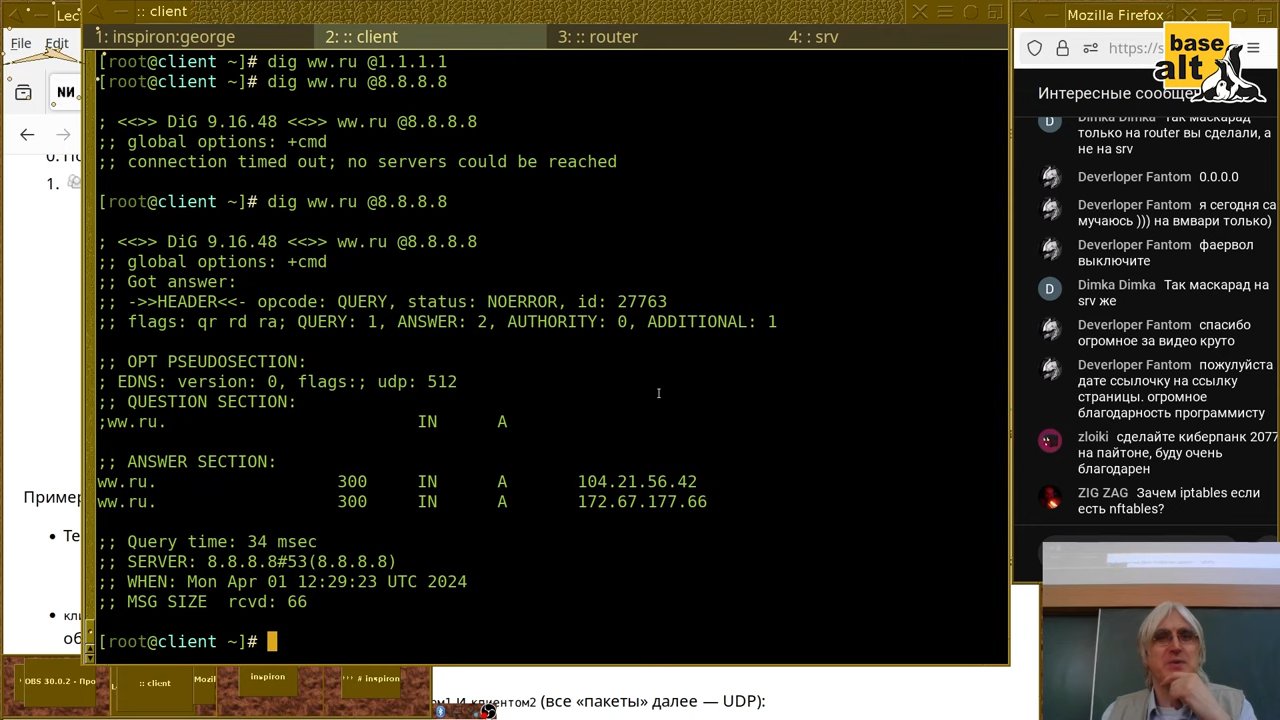 :: client
1: inspiron:george
2: :: client
3: :: router
4: : srv
[root@client ~]# dig ww.ru @1.1.1.1
[root@client ~]# dig ww.ru @8.8.8.8
; <<>> DiG 9.16.48 <<>> ww.ru @8.8.8.8
;; global options: +cmd
;; connection timed out; no servers could be reached
[root@client ~]# dig ww.ru @8.8.8.8
; <<>> DiG 9.16.48 <<>> ww.ru @8.8.8.8
;; global options: +cmd
;; Got answer:
;; ->>HEADER<<- opcode: QUERY, status: NOERROR, id: 27763
;; flags: qr rd ra; QUERY: 1, ANSWER: 2, AUTHORITY: 0, ADDITIONAL: 1
;; OPT PSEUDOSECTION:
; EDNS: version: 0, flags:; udp: 512
;; QUESTION SECTION:
;ww.ru. IN A
;; ANSWER SECTION:
ww.ru. 300 IN A 104.21.56.42
ww.ru. 300 IN A 172.67.177.66
;; Query time: 34 msec
;; SERVER: 8.8.8.8#53(8.8.8.8)
;; WHEN: Mon Apr 01 12:29:23 UTC 2024
;; MSG SIZE rcvd: 66
[root@client ~]#
Lec
File Edit
1.
Пример
Те
кли
об
И клиентом2 (все «пакеты» далее — UDP):
DBS 30.0.2 - Про
:: client
Mozil
inspiron
# inspiron
Mozilla Firefox
https://s
base
alt
Интересные сообще
Dimka Dimka Так маскарад
только на router вы сделали, а
не на srv
Deverloper Fantom 0.0.0.0
Deverloper Fantom я сегодня са
мучаюсь ))) на вмвари только)
Deverloper Fantom фаервол
выключите
Dimka Dimka Так маскарад на
srv же
Deverloper Fantom спасибо
огромное за видео круто
Deverloper Fantom пожулуйста
дате ссылочку на ссылку
страницы. огромное
благодарность программисту
zloiki сделайте киберпанк 2077
на пайтоне, буду очень
благодарен
ZIG ZAG Зачем iptables если
есть nftables?